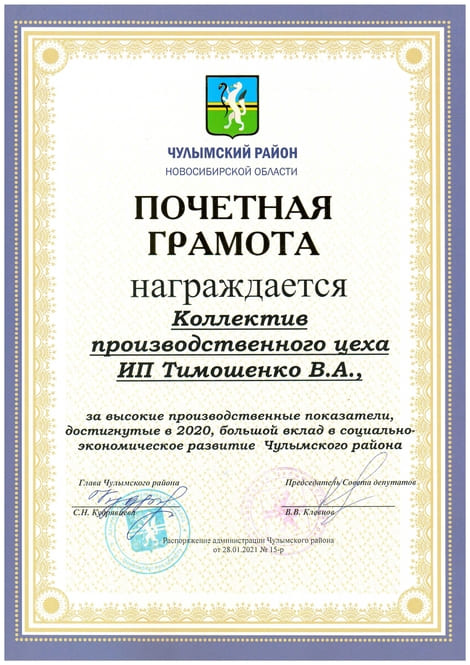 ЧУЛЫМСКИЙ РАЙОН
НОВОСИБИРСКОЙ ОБЛАСТИ
ПОЧЕТНАЯ
ГРАМОТА
награждается
Коллектив
производственного цеха
ИП Тимошенко В.А.,
за высокие производственные показатели,
достигнутые в 2020, большой вклад в социально-
экономическое развитие Чулымского района
Глава Чулымского района
Председатель Совета депутатов
С.Н. Кудрявцева
В.В. Клевцов
Распоряжение администрации Чулымского района
от 28.01.2021 № 15-р